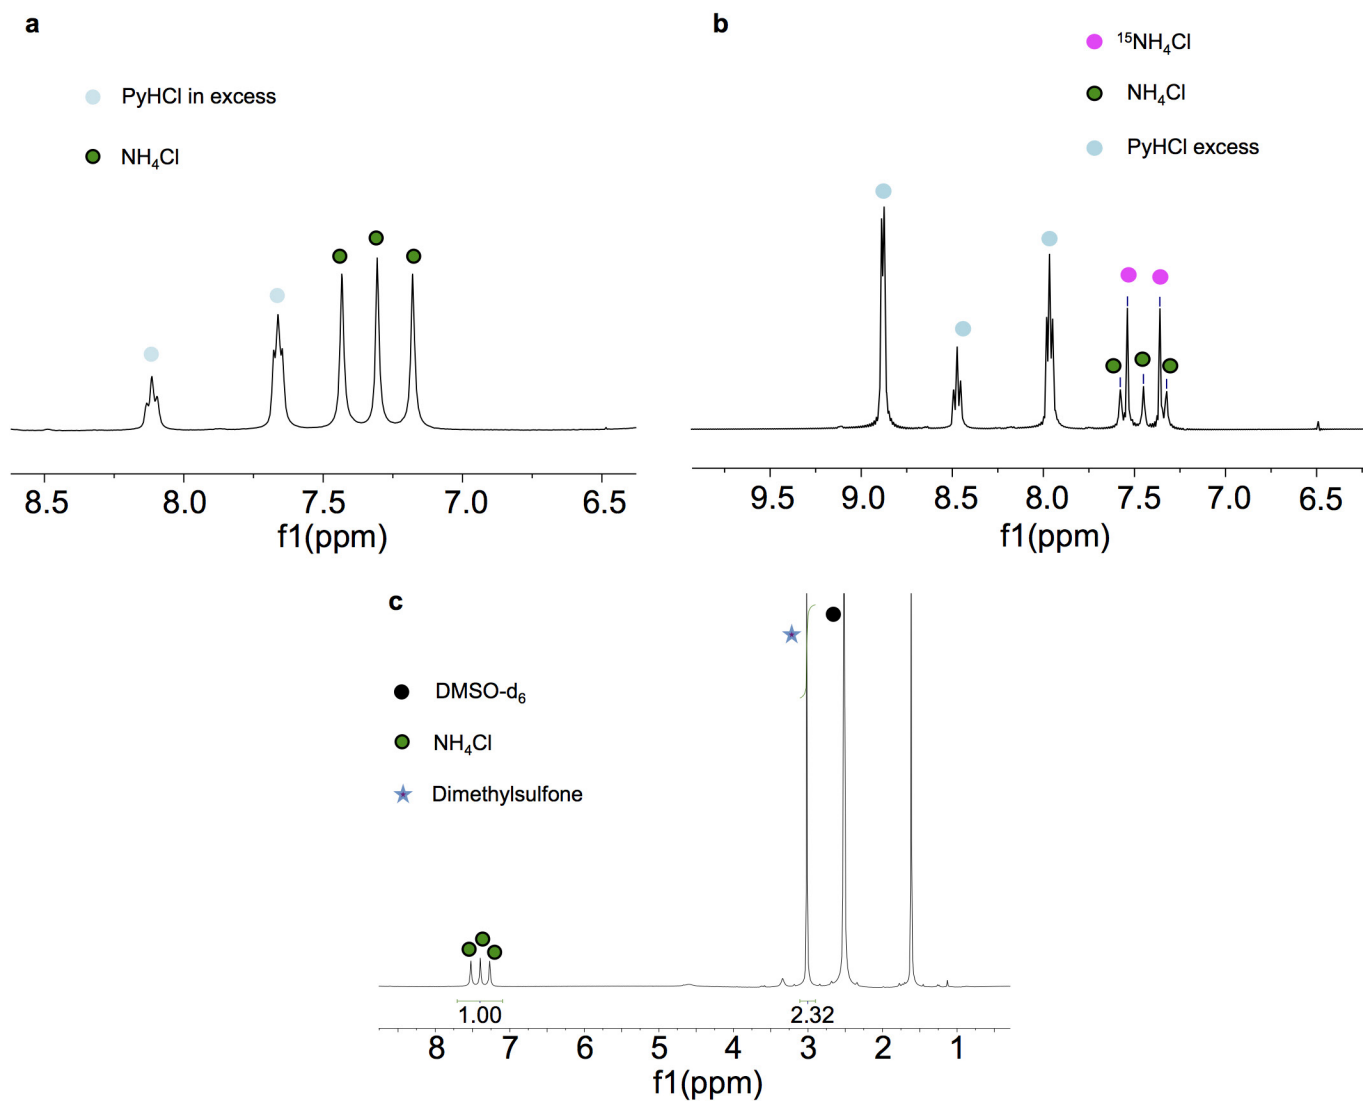 a
PyHCl in excess
NH₄Cl
8.5 8.0 7.5 7.0 6.5
f1(ppm)
b
¹⁵NH₄Cl
NH₄Cl
PyHCl excess
9.5 9.0 8.5 8.0 7.5 7.0 6.5
f1(ppm)
c
DMSO-d₆
NH₄Cl
Dimethylsulfone
1.00 2.32
8 7 6 5 4 3 2 1
f1(ppm)